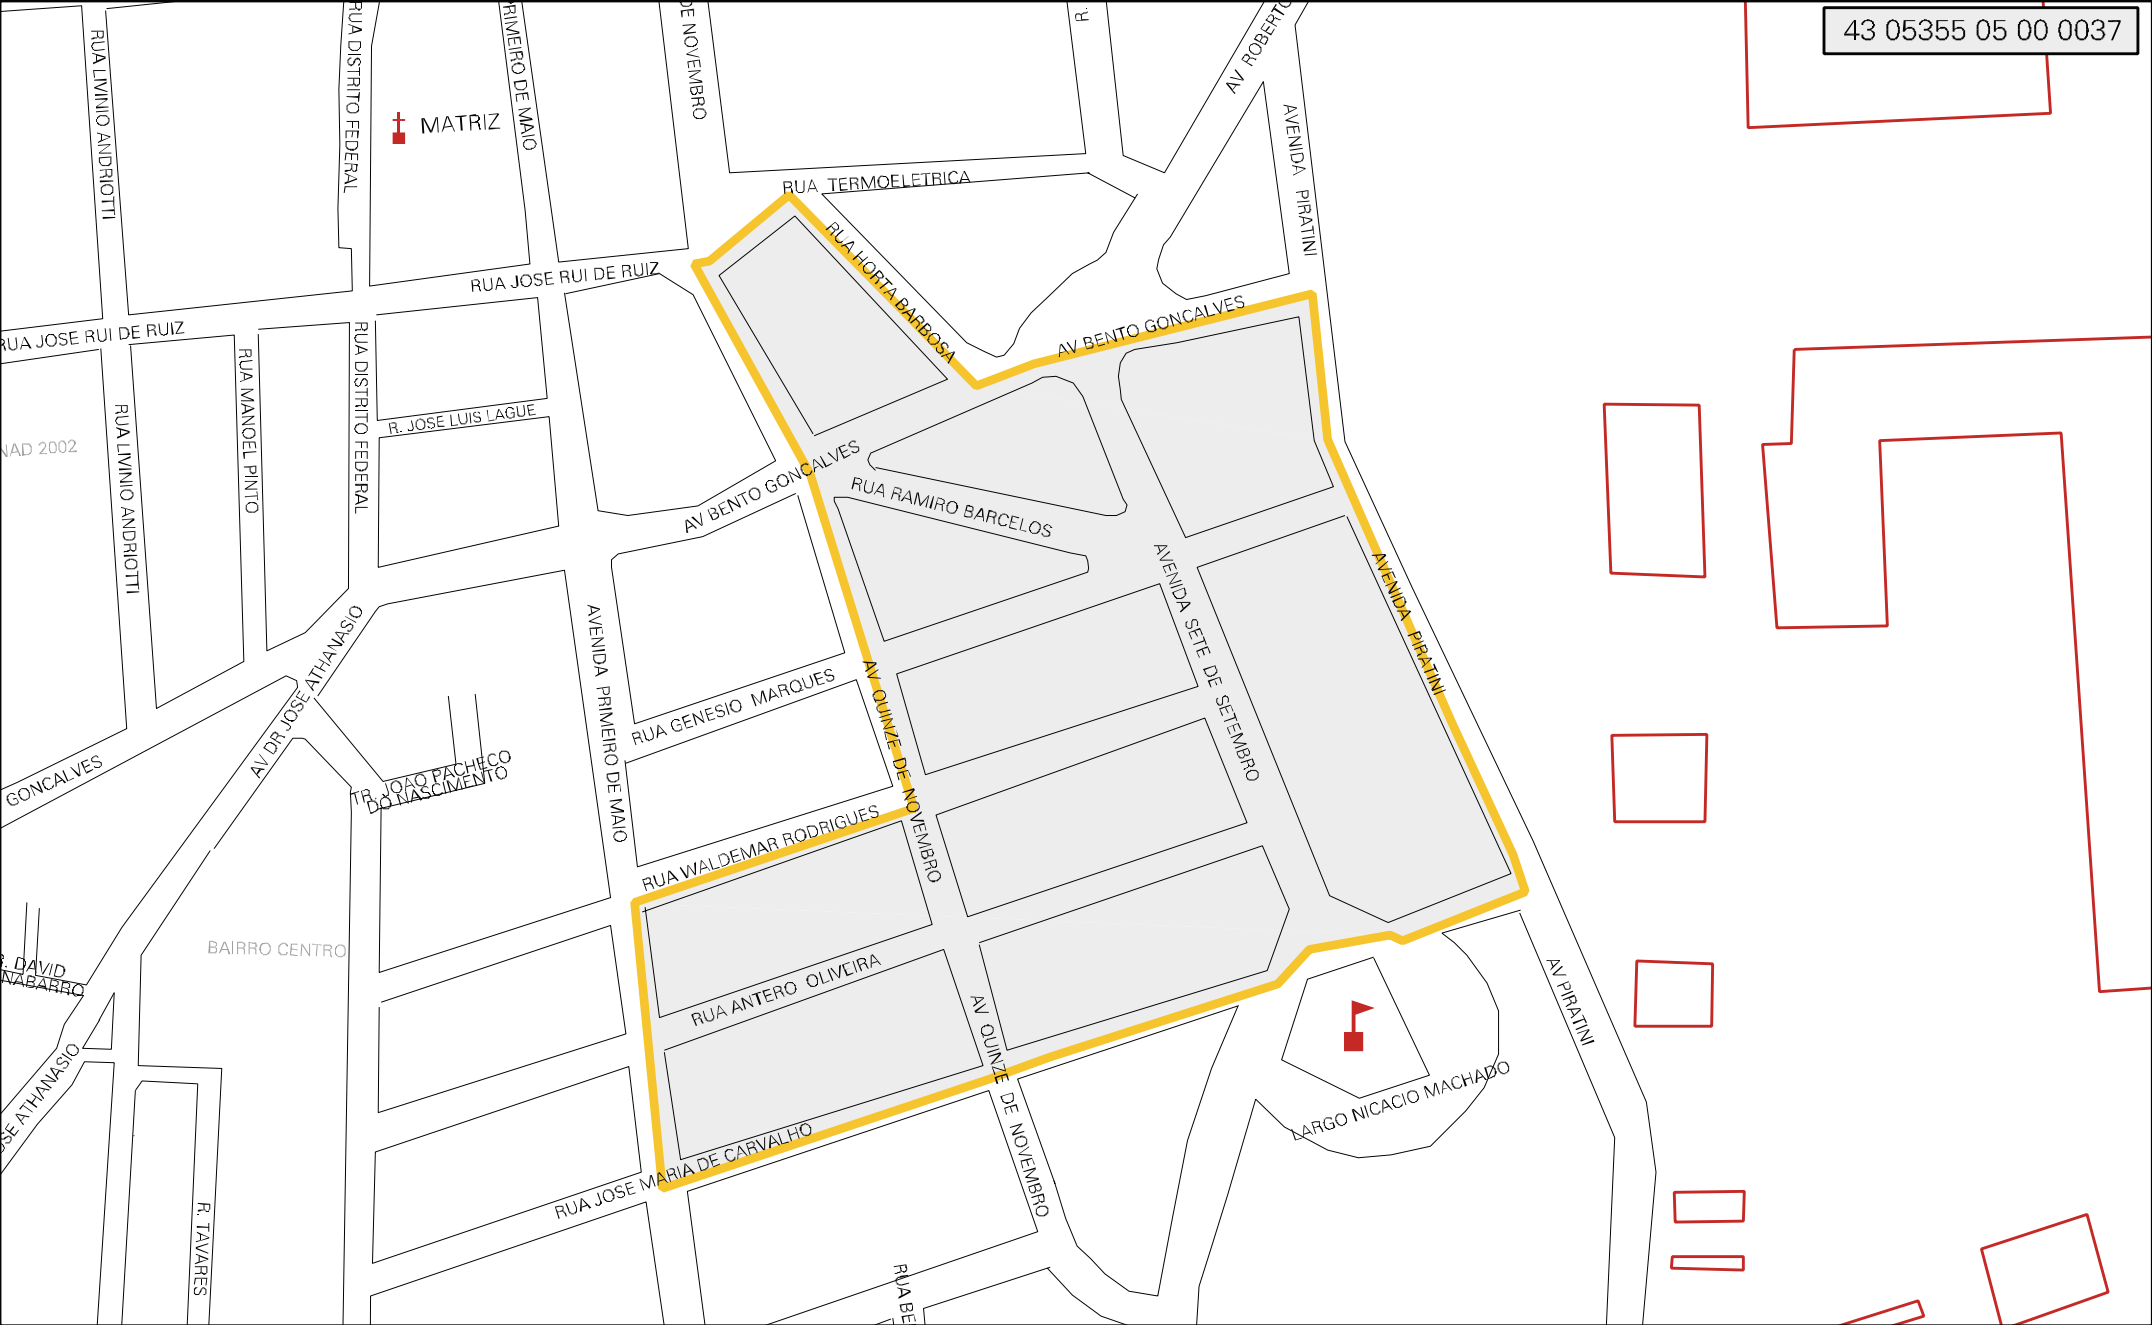 43 05355 05 00 0037
RUA LIVINIO ANDRIOTTI
RUA DISTRITO FEDERAL
PRIMEIRO DE MAIO
DE NOVEMBRO
R.
AV ROBERTO
AVENIDA PIRATINI
MATRIZ
RUA TERMOELETRICA
RUA HORTA BARBOSA
RUA JOSE RUI DE RUIZ
RUA JOSE RUI DE RUIZ
AV BENTO GONCALVES
RUA MANOEL PINTO
RUA DISTRITO FEDERAL
RUA LIVINIO ANDRIOTTI
R. JOSE LUIS LAGUE
NAD 2002
AV BENTO GONCALVES
RUA RAMIRO BARCELOS
AVENIDA SETE DE SETEMBRO
AVENIDA PIRATINI
AV DR JOSE ATHANASIO
AVENIDA PRIMEIRO DE MAIO
RUA GENESIO MARQUES
AV QUINZE DE NOVEMBRO
GONCALVES
TR. JOAO PACHECO
DO NASCIMENTO
RUA WALDEMAR RODRIGUES
BAIRRO CENTRO
R. DAVID
NABARRO
RUA ANTERO OLIVEIRA
AV PIRATINI
AV QUINZE DE NOVEMBRO
OSE ATHANASIO
LARGO NICACIO MACHADO
RUA JOSE MARIA DE CARVALHO
R. TAVARES
RUA BE